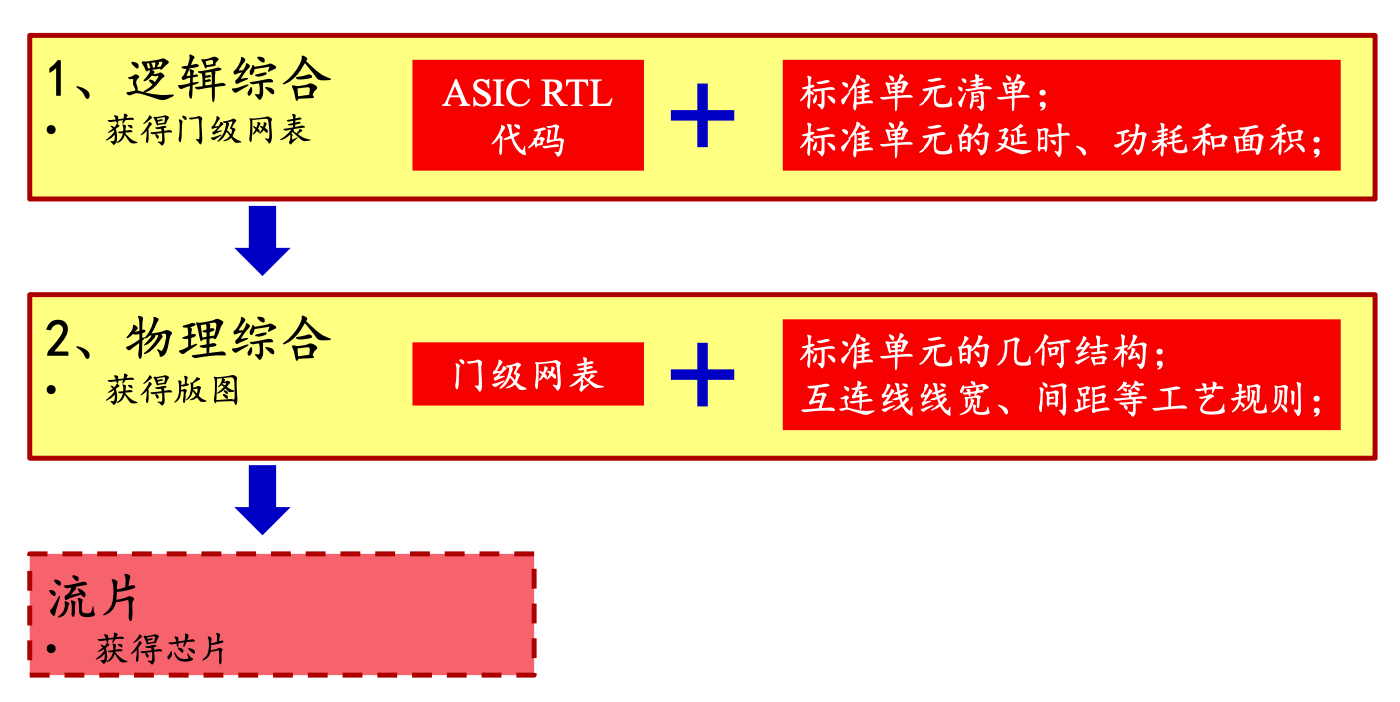 1、逻辑综合
• 获得门级网表
ASIC RTL
代码
+
标准单元清单;
标准单元的延时、功耗和面积;
2、物理综合
• 获得版图
门级网表
+
标准单元的几何结构;
互连线线宽、间距等工艺规则;
流片
• 获得芯片